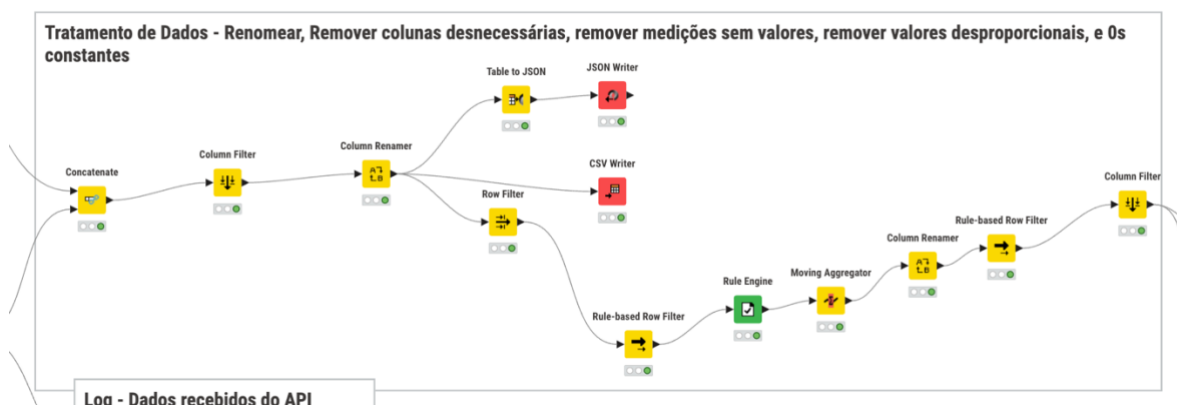 Tratamento de Dados - Renomear, Remover colunas desnecessárias, remover medições sem valores, remover valores desproporcionais, e 0s
constantes
Table to JSON
JSON Writer
Concatenate
Column Filter
Column Renamer
CSV Writer
Row Filter
Rule-based Row Filter
Rule Engine
Moving Aggregator
Column Renamer
Rule-based Row Filter
Column Filter
Log - Dados recebidos do API